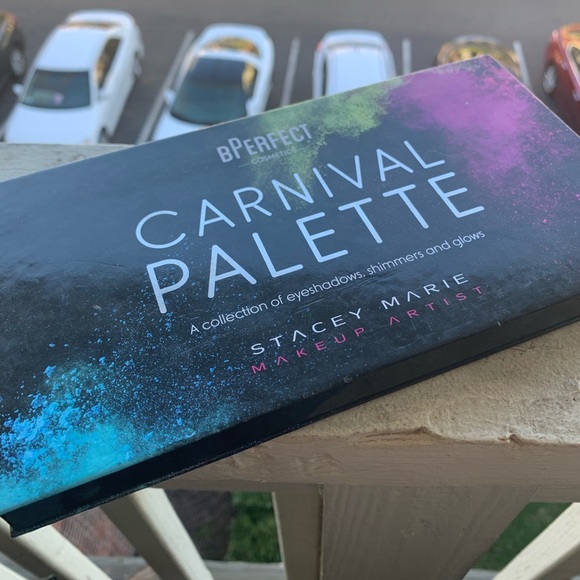 BPERFECT
COSMETICS
CARNIVAL
PALETTE
A collection of eyeshadows, shimmers and glows
STACEY MARIE
MAKEUP ARTIST